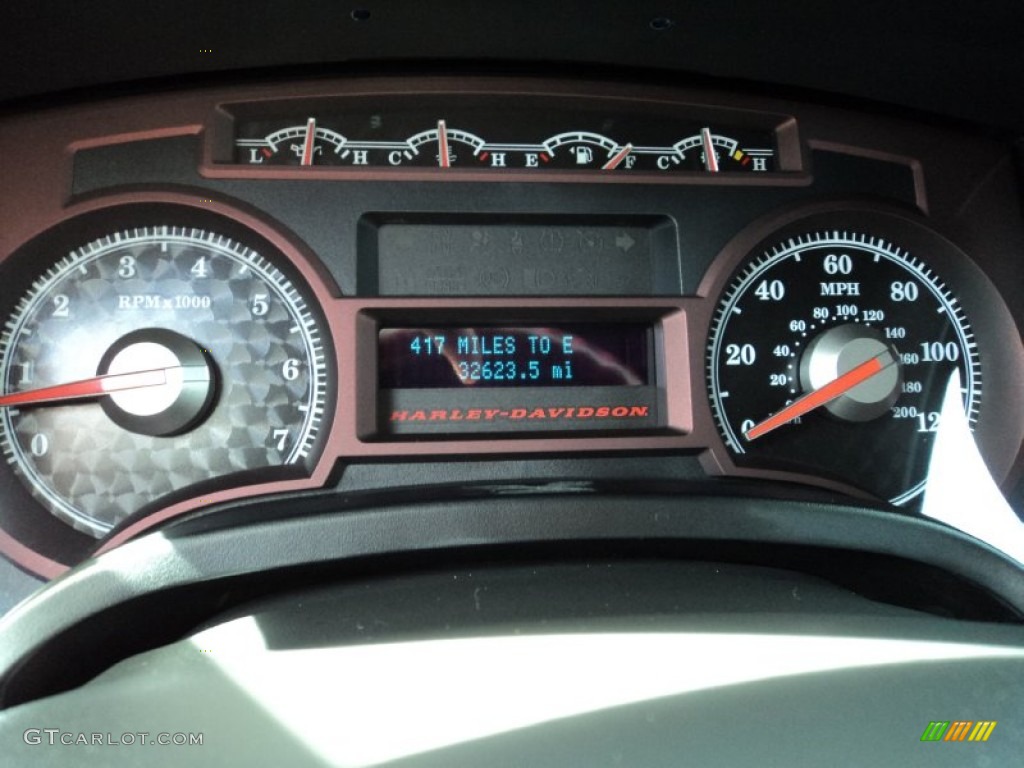 L H C H E F C H
3 4
2 RPM x 1000 5
1 6
0 7
417 MILES TO E
32623.5 mi
HARLEY-DAVIDSON
60
40 MPH 80
20 100
0
20 40 60 80 100 120 140 160 180 200
GTCARLOT.COM